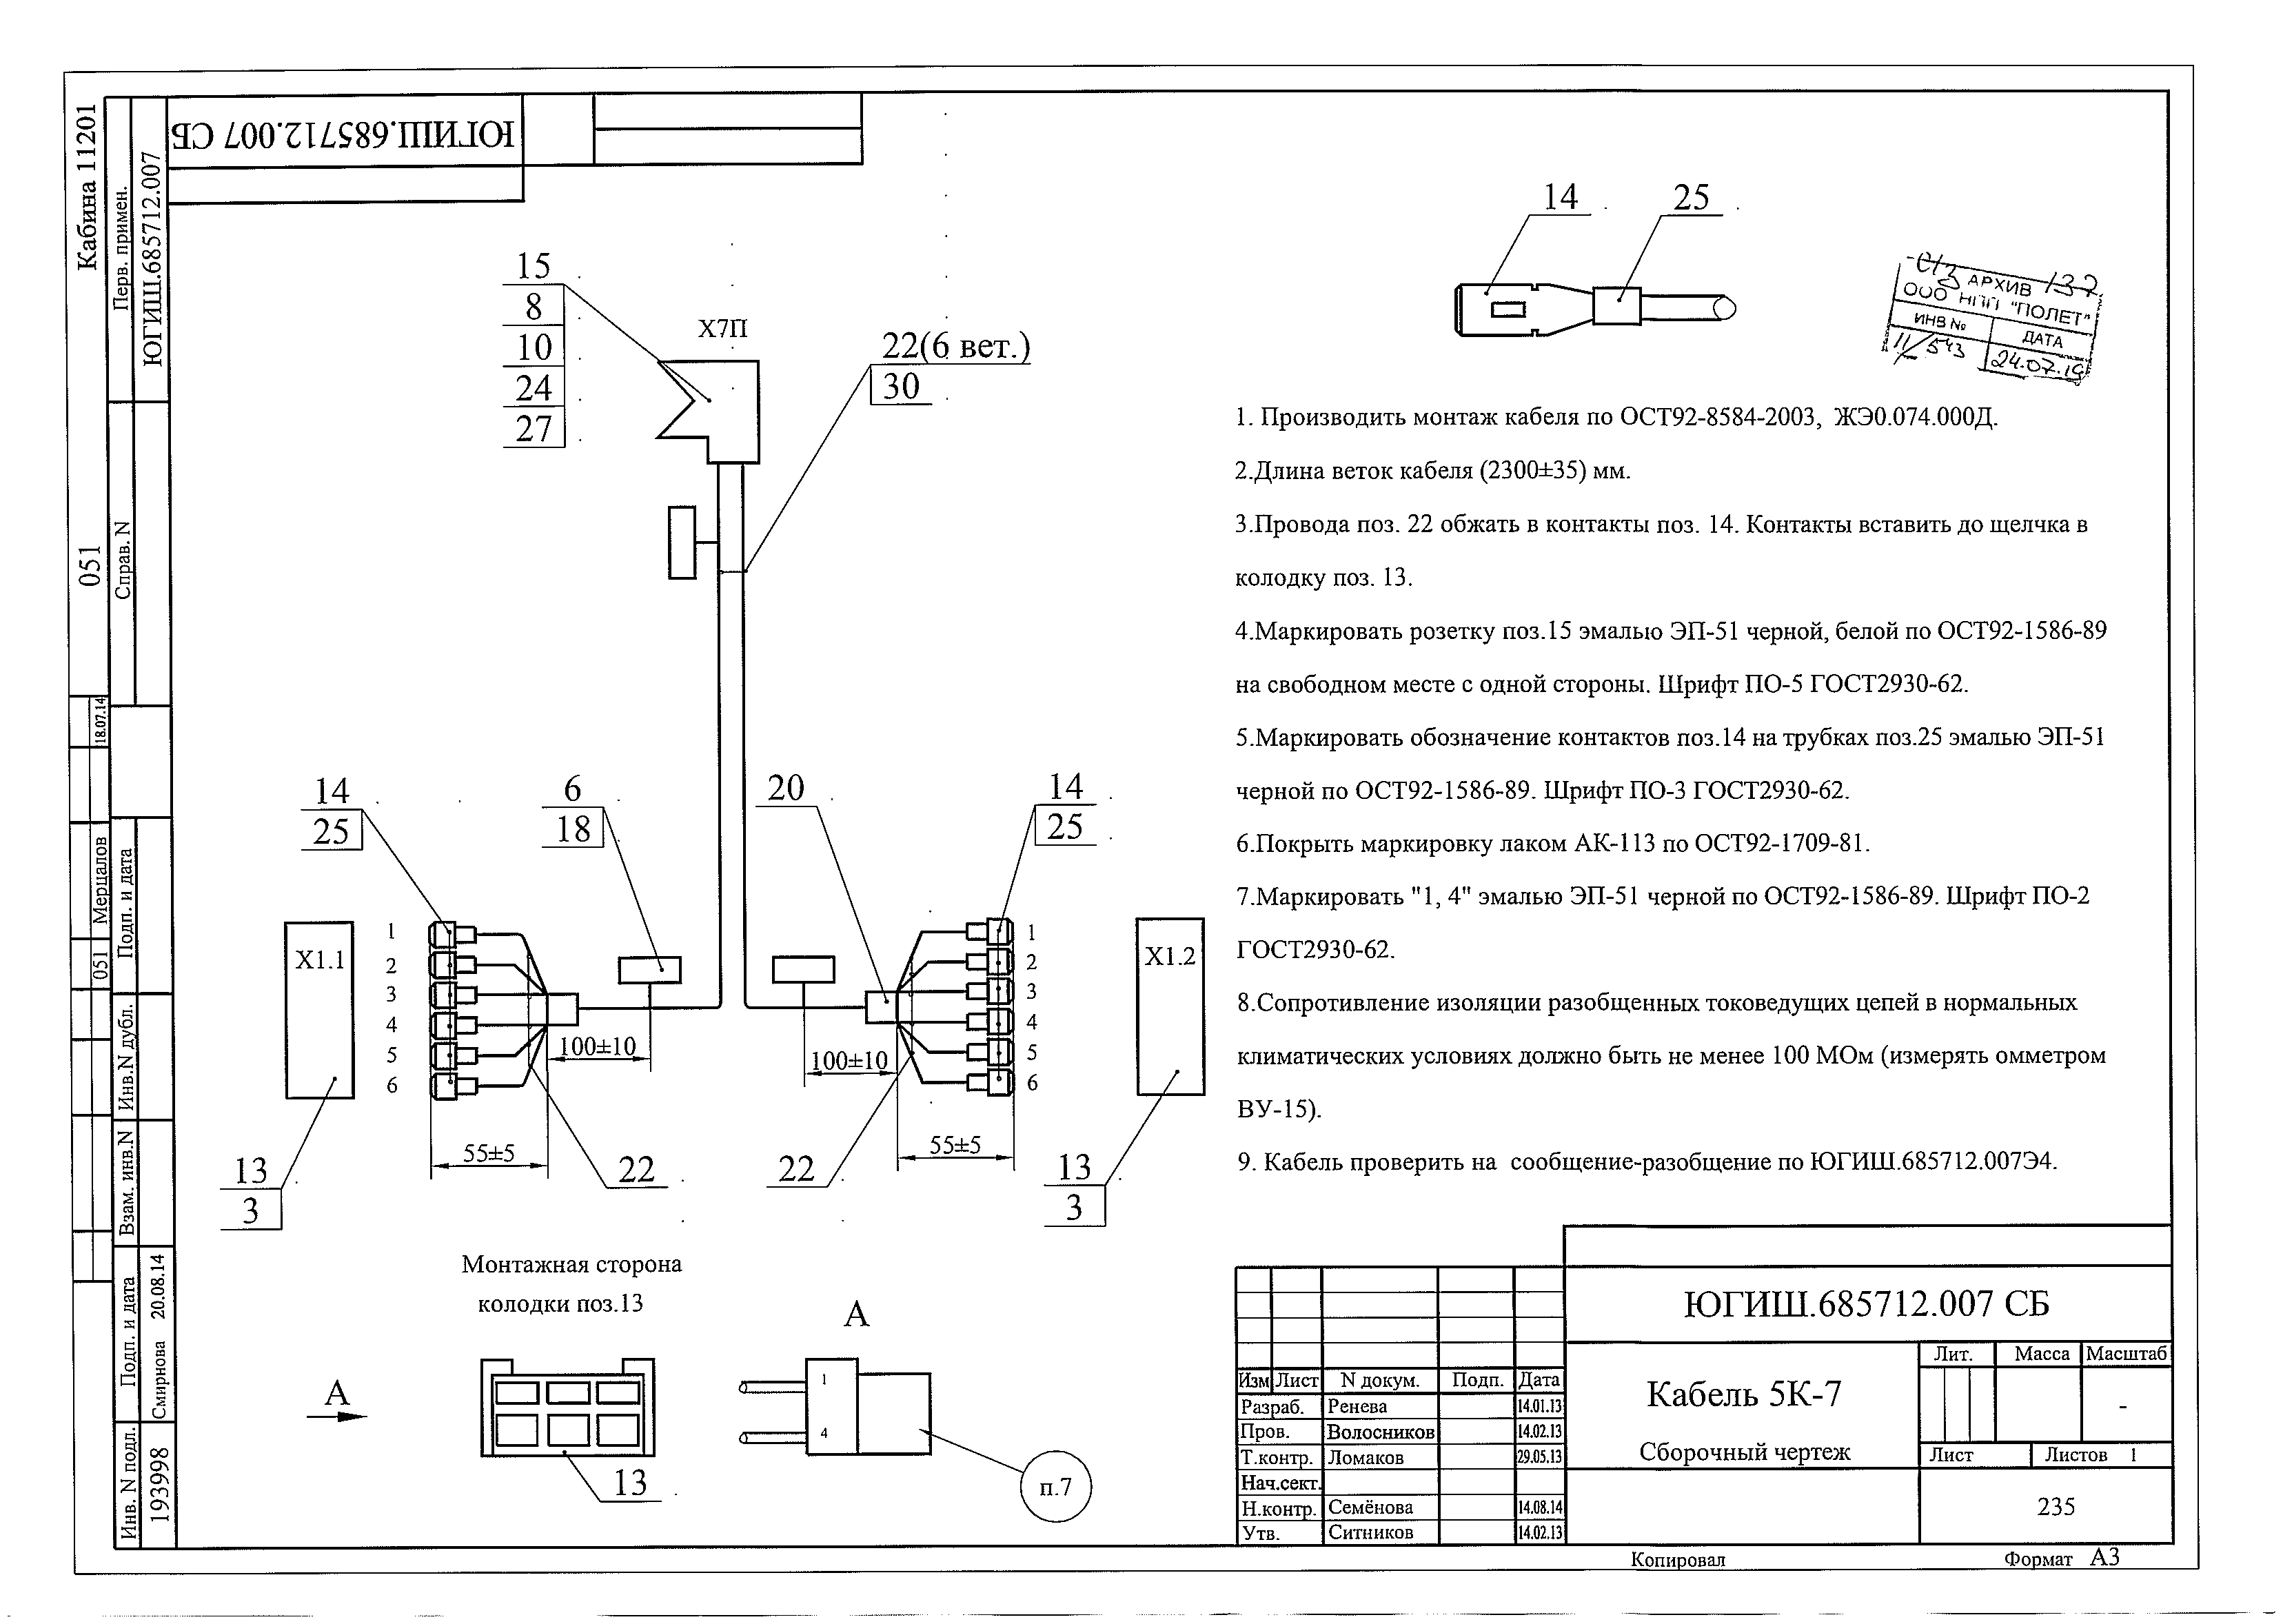 Кабина 11201
Перв. примен.
ЮГИШ.685712.007
ЮГИШ.685712.007 СБ
051
Справ. N
18.07.14
Мерцалов
051
Подп. и дата
Инв.N дубл.
Взам. инв.N
Подп. и дата
Смирнова 20.08.14
Инв. N подл.
193998
15
8
10
24
27
Х7П
22(6 вет.)
30
14
25
6
18
20
14
25
Х1.1
1
2
3
4
5
6
1
2
3
4
5
6
Х1.2
100±10
100±10
55±5
55±5
13
3
22
22
13
3
Монтажная сторона
колодки поз.13
А
13
А
1
4
п.7
14
25
АРХИВ 137
ООО НПП "ПОЛЕТ"
ИНВ № ДАТА
11/543 24.07.19
1. Производить монтаж кабеля по ОСТ92-8584-2003, ЖЭ0.074.000Д.
2.Длина веток кабеля (2300±35) мм.
3.Провода поз. 22 обжать в контакты поз. 14. Контакты вставить до щелчка в
колодку поз. 13.
4.Маркировать розетку поз.15 эмалью ЭП-51 черной, белой по ОСТ92-1586-89
на свободном месте с одной стороны. Шрифт ПО-5 ГОСТ2930-62.
5.Маркировать обозначение контактов поз.14 на трубках поз.25 эмалью ЭП-51
черной по ОСТ92-1586-89. Шрифт ПО-3 ГОСТ2930-62.
6.Покрыть маркировку лаком АК-113 по ОСТ92-1709-81.
7.Маркировать "1, 4" эмалью ЭП-51 черной по ОСТ92-1586-89. Шрифт ПО-2
ГОСТ2930-62.
8.Сопротивление изоляции разобщенных токоведущих цепей в нормальных
климатических условиях должно быть не менее 100 МОм (измерять омметром
ВУ-15).
9. Кабель проверить на сообщение-разобщение по ЮГИШ.685712.007Э4.
ЮГИШ.685712.007 СБ
Изм Лист N докум. Подп. Дата
Разраб. Ренева 14.01.13
Пров. Волосников 14.02.13
Т.контр. Ломаков 29.05.13
Нач.сект.
Н.контр. Семёнова 14.08.14
Утв. Ситников 14.02.13
Кабель 5К-7
Сборочный чертеж
Лит. Масса Масштаб
-
Лист Листов 1
235
Копировал Формат А3